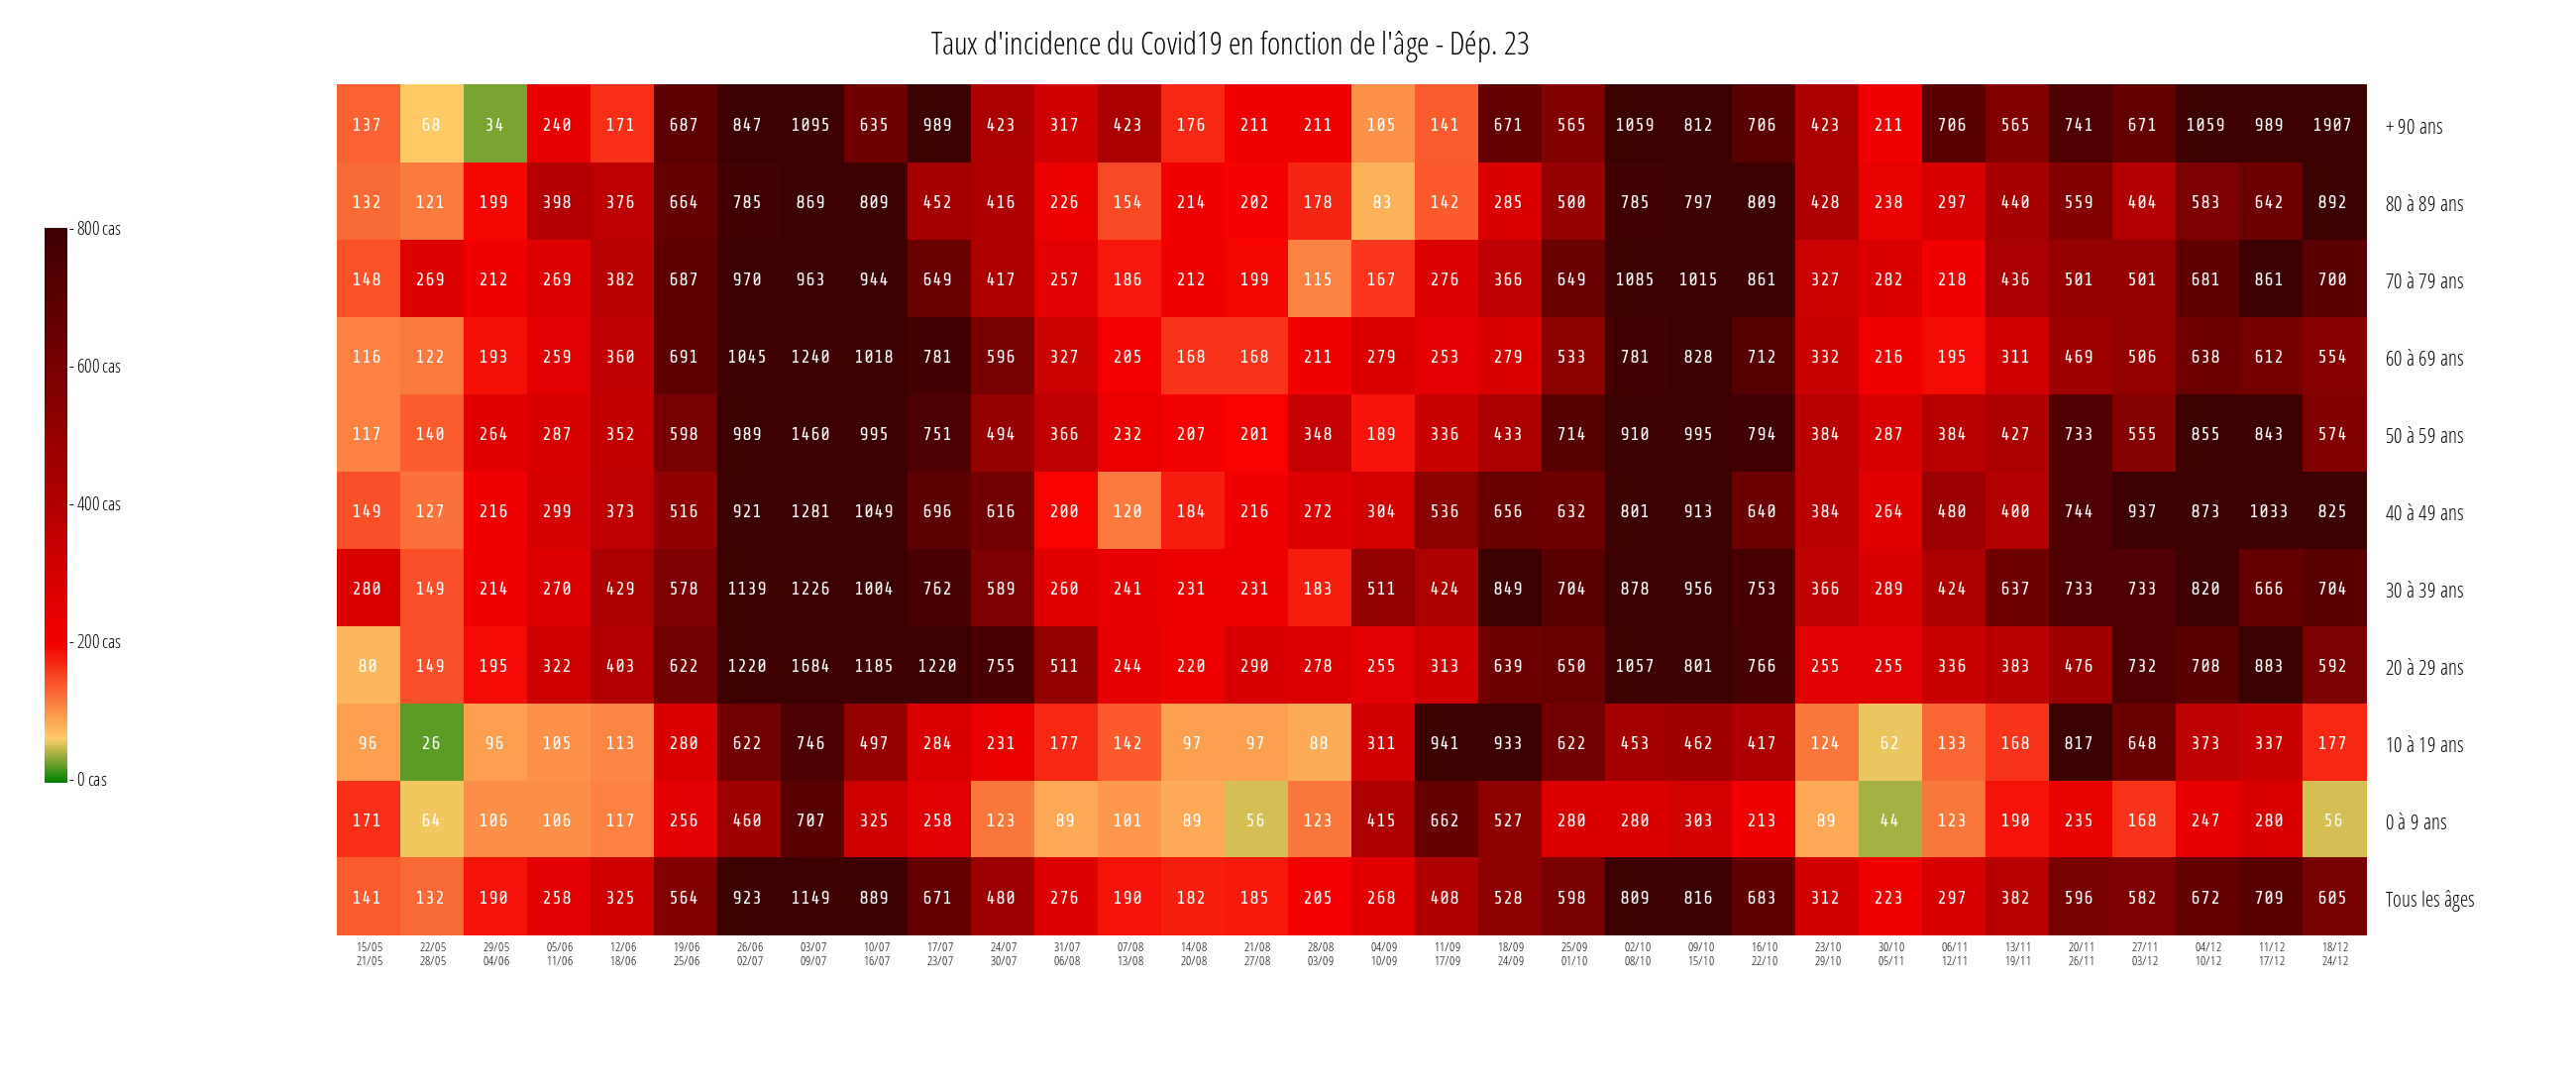 Taux d'incidence du Covid19 en fonction de l'âge - Dép. 23
137 68 34 240 171 687 847 1095 635 989 423 317 423 176 211 211 105 141 671 565 1059 812 706 423 211 706 565 741 671 1059 989 1907 + 90 ans
132 121 199 398 376 664 785 869 809 452 416 226 154 214 202 178 83 142 285 500 785 797 809 428 238 297 440 559 404 583 642 892 80 à 89 ans
148 269 212 269 382 687 970 963 944 649 417 257 186 212 199 115 167 276 366 649 1085 1015 861 327 282 218 436 501 501 681 861 700 70 à 79 ans
116 122 193 259 360 691 1045 1240 1018 781 596 327 205 168 168 211 279 253 279 533 781 828 712 332 216 195 311 469 506 638 612 554 60 à 69 ans
117 140 264 287 352 598 989 1460 995 751 494 366 232 207 201 348 189 336 433 714 910 995 794 384 287 384 427 733 555 855 843 574 50 à 59 ans
149 127 216 299 373 516 921 1281 1049 696 616 200 120 184 216 272 304 536 656 632 801 913 640 384 264 480 400 744 937 873 1033 825 40 à 49 ans
280 149 214 270 429 578 1139 1226 1004 762 589 260 241 231 231 183 511 424 849 704 878 956 753 366 289 424 637 733 733 820 666 704 30 à 39 ans
80 149 195 322 403 622 1220 1684 1185 1220 755 511 244 220 290 278 255 313 639 650 1057 801 766 255 255 336 383 476 732 708 883 592 20 à 29 ans
96 26 96 105 113 280 622 746 497 284 231 177 142 97 97 88 311 941 933 622 453 462 417 124 62 133 168 817 648 373 337 177 10 à 19 ans
171 64 106 106 117 256 460 707 325 258 123 89 101 89 56 123 415 662 527 280 280 303 213 89 44 123 190 235 168 247 280 56 0 à 9 ans
141 132 190 258 325 564 923 1149 889 671 480 276 190 182 185 205 268 408 528 598 809 816 683 312 223 297 382 596 582 672 709 605 Tous les âges
15/05 22/05 29/05 05/06 12/06 19/06 26/06 03/07 10/07 17/07 24/07 31/07 07/08 14/08 21/08 28/08 04/09 11/09 18/09 25/09 02/10 09/10 16/10 23/10 30/10 06/11 13/11 20/11 27/11 04/12 11/12 18/12
21/05 28/05 04/06 11/06 18/06 25/06 02/07 09/07 16/07 23/07 30/07 06/08 13/08 20/08 27/08 03/09 10/09 17/09 24/09 01/10 08/10 15/10 22/10 29/10 05/11 12/11 19/11 26/11 03/12 10/12 17/12 24/12
- 800 cas
- 600 cas
- 400 cas
- 200 cas
- 0 cas